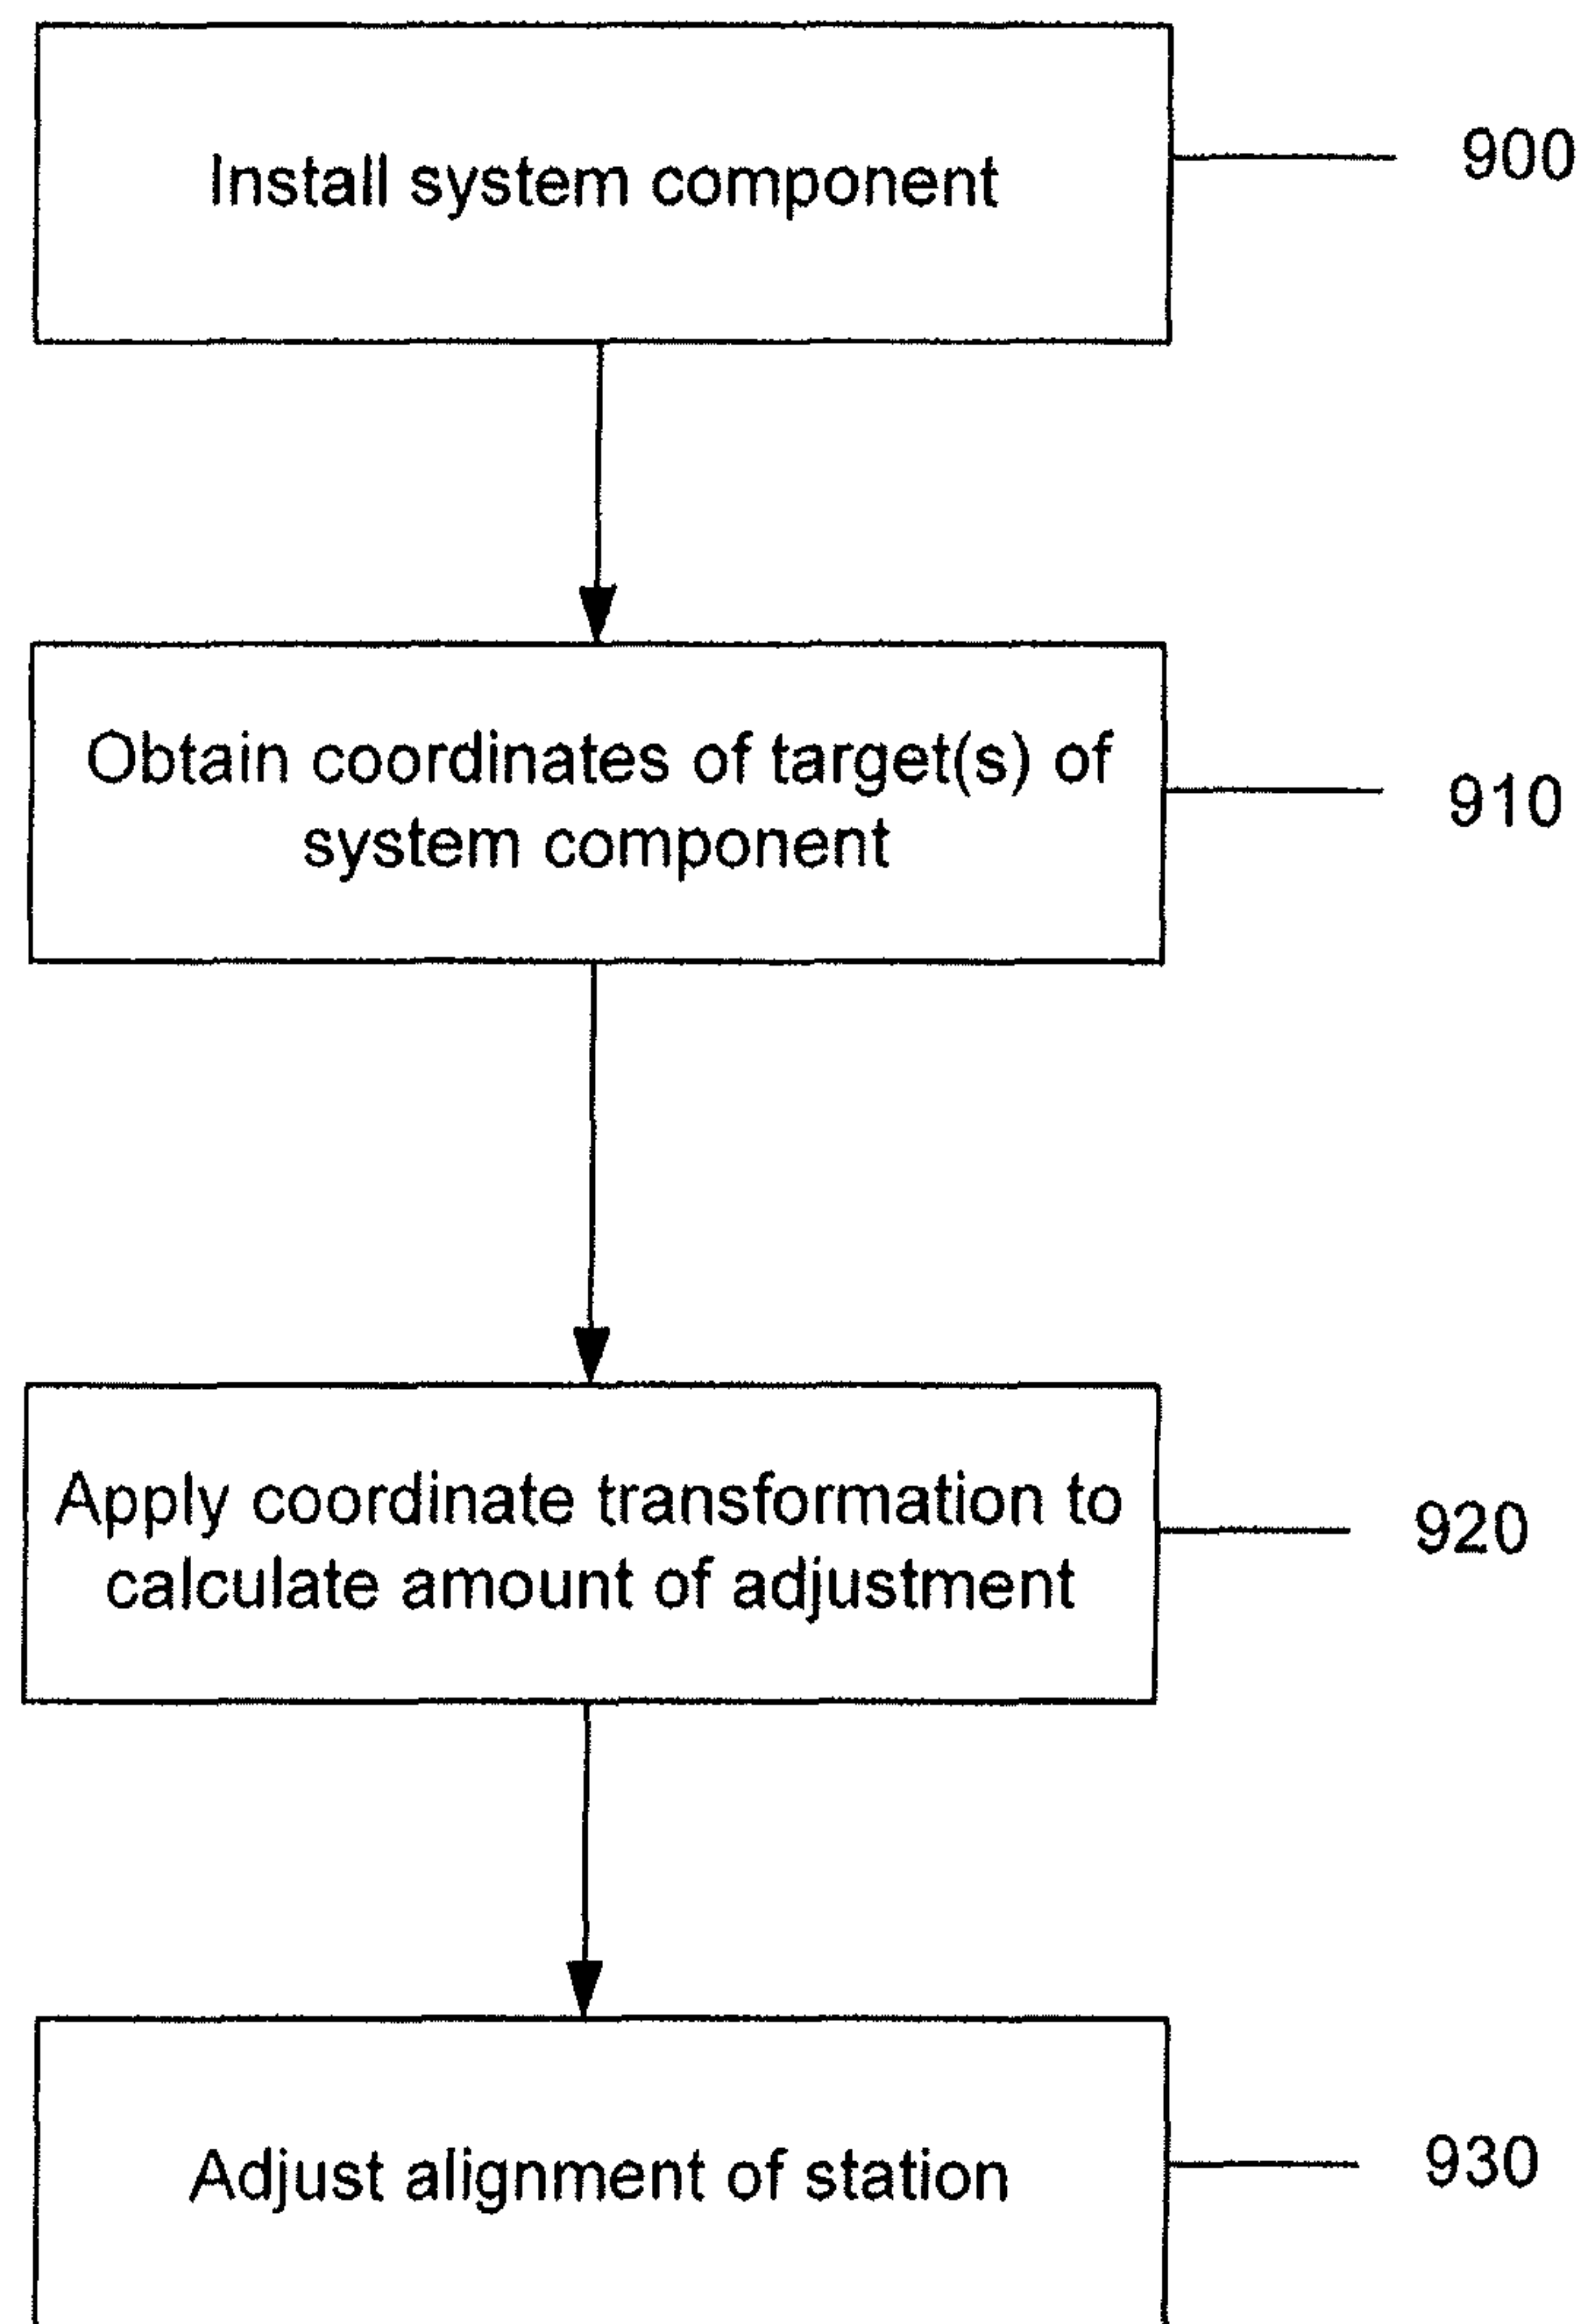 Install system component
900
Obtain coordinates of target(s) of
system component
910
Apply coordinate transformation to
calculate amount of adjustment
920
Adjust alignment of station
930